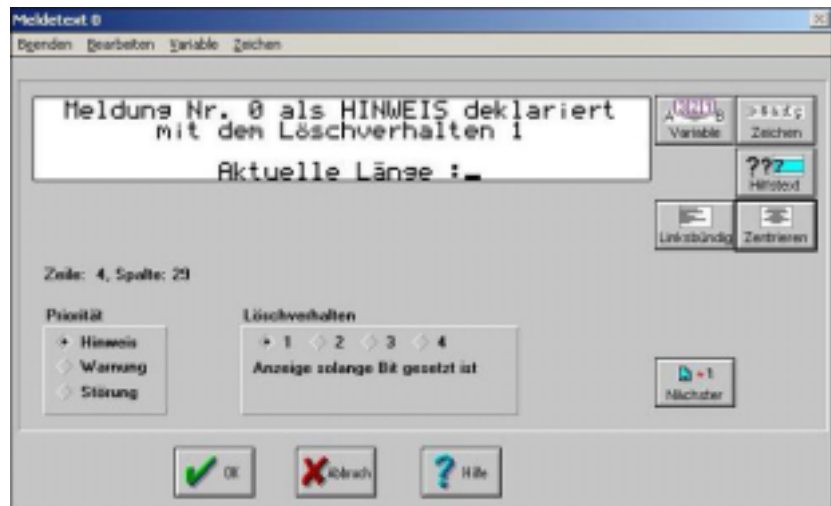 Meldetext 0
Beenden Bearbeiten Variable Zeichen
Meldung Nr. 0 als HINWEIS deklariert
mit dem Löschverhalten 1
Aktuelle Länge :_
Variable Zeichen
???
Hilfstext
Linksbündig Zentrieren
Zeile: 4, Spalte: 29
Priorität
Hinweis
Warnung
Störung
Löschverhalten
1 2 3 4
Anzeige solange Bit gesetzt ist
+1
Nächster
OK Abbruch ? Hilfe